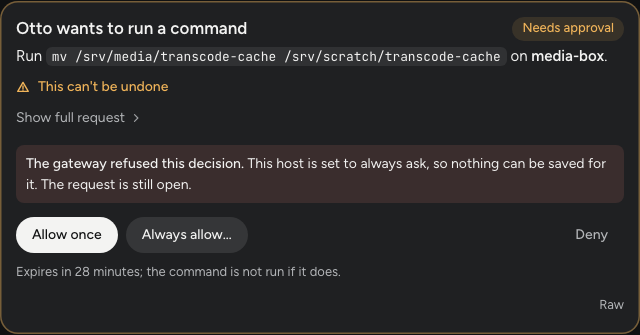 Otto wants to run a command
Needs approval
Run mv /srv/media/transcode-cache /srv/scratch/transcode-cache on media-box.
This can't be undone
Show full request
The gateway refused this decision. This host is set to always ask, so nothing can be saved for
it. The request is still open.
Allow once
Always allow...
Deny
Expires in 28 minutes; the command is not run if it does.
Raw